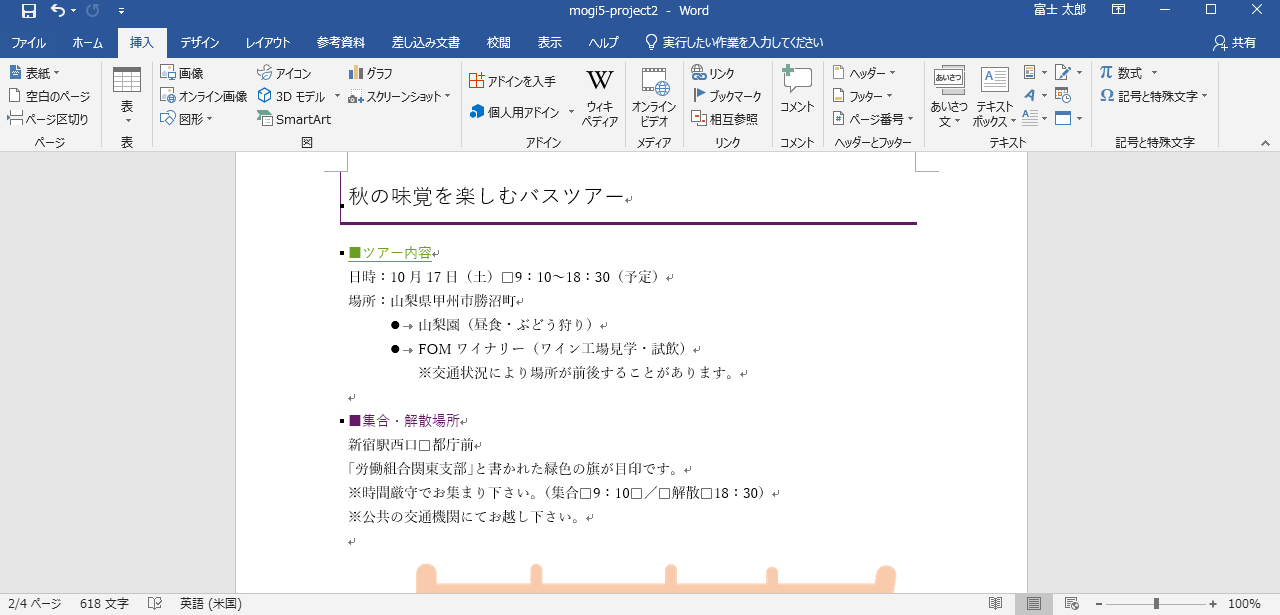 mogi5-project2 - Word
富士 太郎
ファイル ホーム 挿入 デザイン レイアウト 参考資料 差し込み文書 校閲 表示 ヘルプ 実行したい作業を入力してください 共有
表紙
空白のページ
ページ区切り
ページ
表
表
画像
オンライン画像
図形
アイコン
3D モデル
SmartArt
グラフ
スクリーンショット
図
アドインを入手
個人用アドイン
W
ウィキ
ペディア
アドイン
オンライン
ビデオ
メディア
リンク
ブックマーク
相互参照
リンク
コメント
コメント
ヘッダー
フッター
ページ番号
ヘッダーとフッター
あいさつ
あいさつ
文
A
テキスト
ボックス
テキスト
π 数式
Ω 記号と特殊文字
記号と特殊文字
秋の味覚を楽しむバスツアー
■ツアー内容
日時：10 月 17 日（土）□9：10～18：30（予定）
場所：山梨県甲州市勝沼町
●→ 山梨園（昼食・ぶどう狩り）
●→ FOM ワイナリー（ワイン工場見学・試飲）
※交通状況により場所が前後することがあります。
■集合・解散場所
新宿駅西口□都庁前
「労働組合関東支部」と書かれた緑色の旗が目印です。
※時間厳守でお集まり下さい。（集合□9：10□／□解散□18：30）
※公共の交通機関にてお越し下さい。
2/4 ページ 618 文字 英語 (米国) 100%